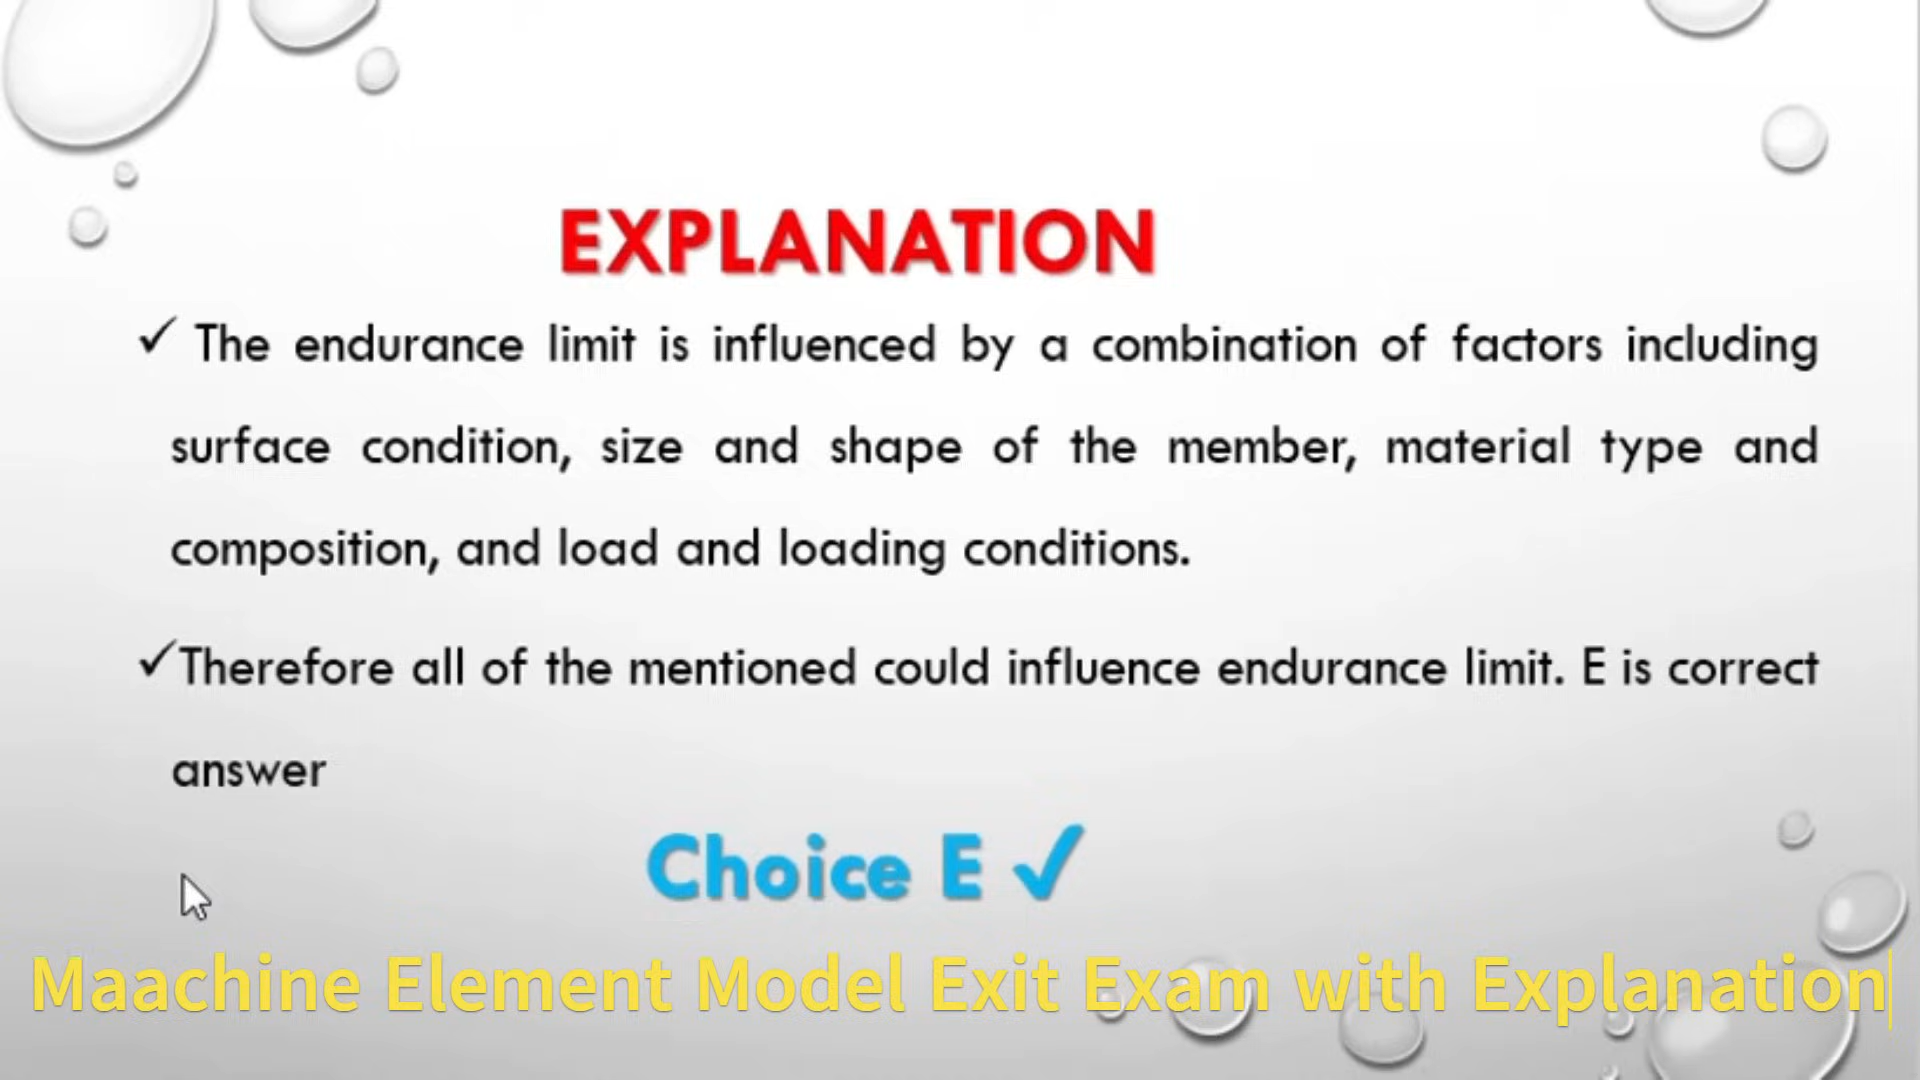 EXPLANATION
✓ The endurance limit is influenced by a combination of factors including
surface condition, size and shape of the member, material type and
composition, and load and loading conditions.
✓Therefore all of the mentioned could influence endurance limit. E is correct
answer
Choice E ✓
Maachine Element Model Exit Exam with Explanation